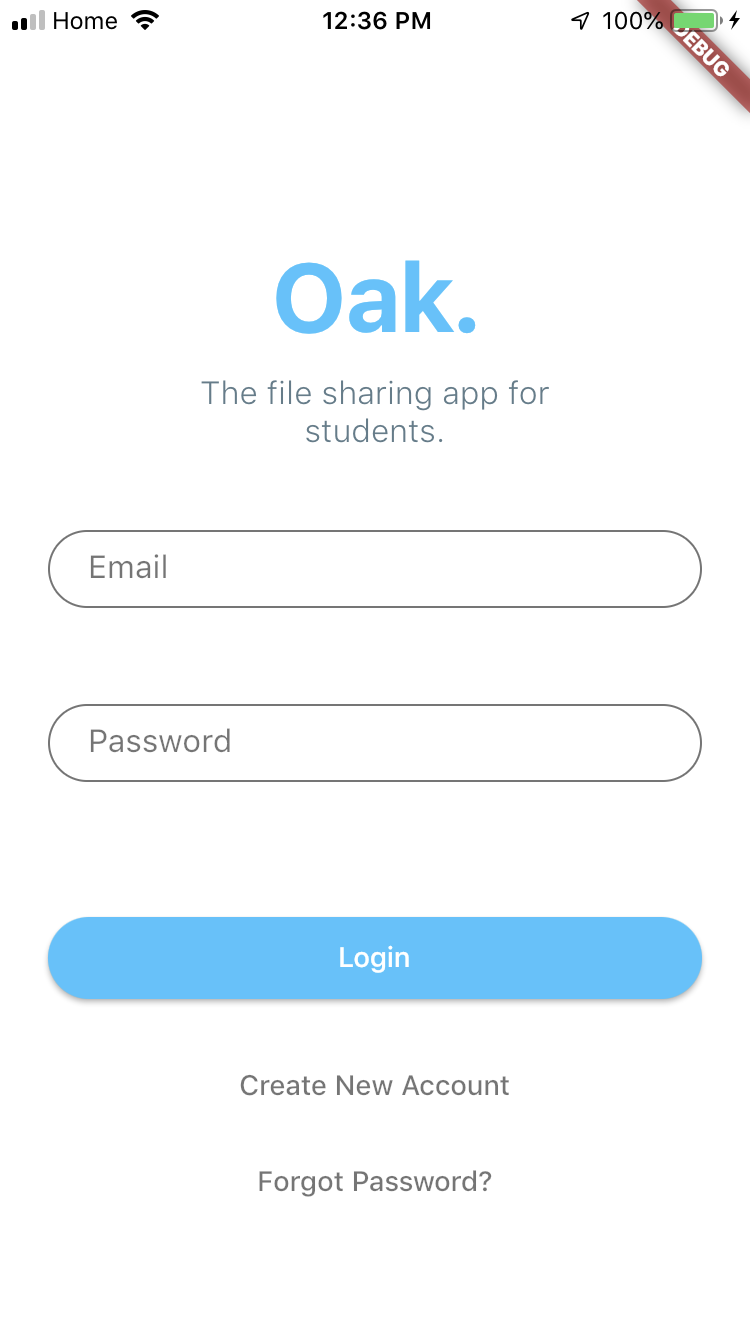 Home 12:36 PM 100%
DEBUG
Oak.
The file sharing app for
students.
Email
Password
Login
Create New Account
Forgot Password?